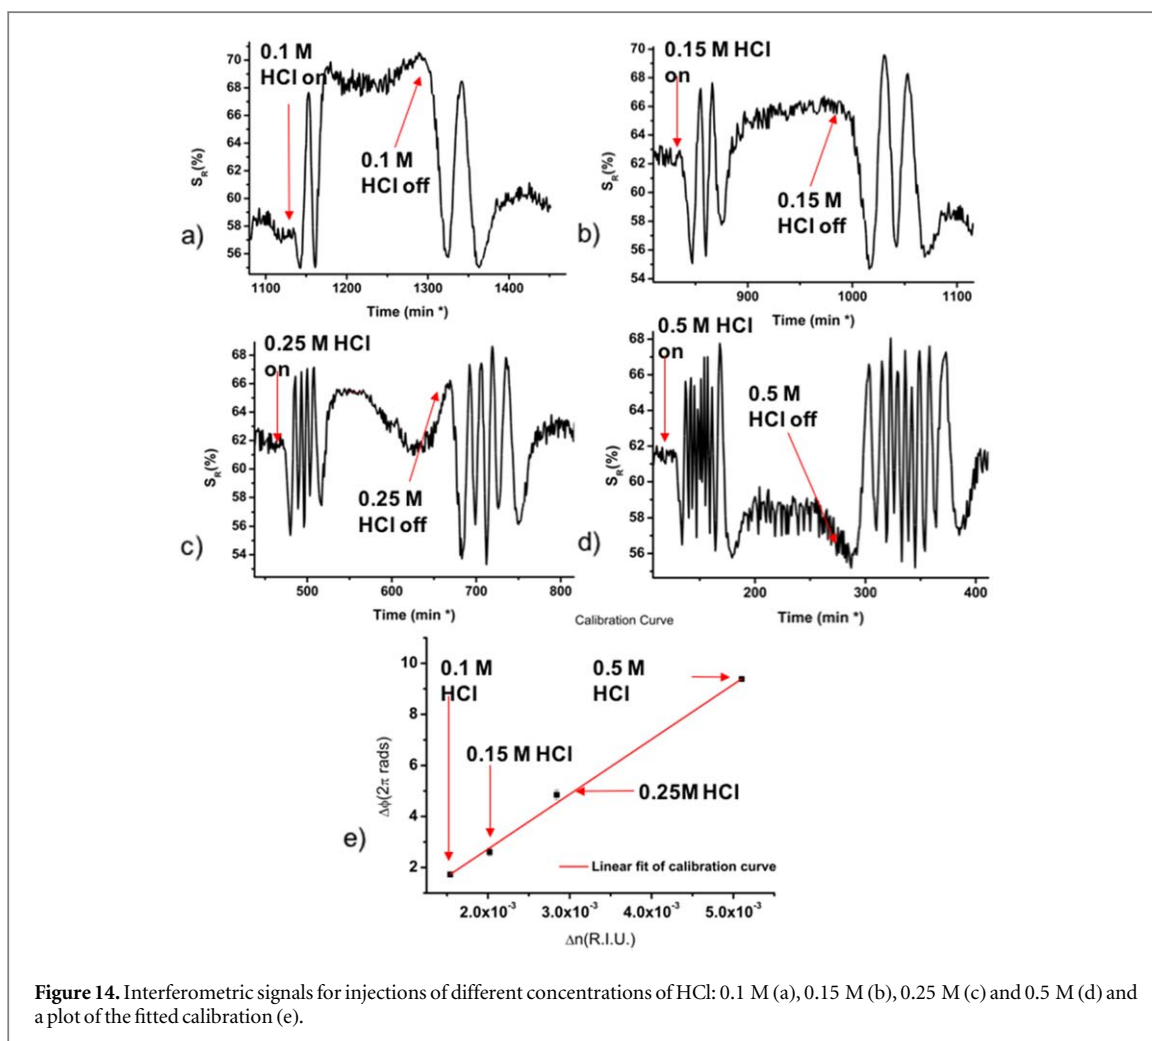 0.1 M
HCl on
70
68
66
64
62
60
58
56
S_R(%)
0.1 M
HCl off
a)
1100 1200 1300 1400
Time (min *)
0.15 M HCl
on
70
68
66
64
62
60
58
56
54
S_R(%)
0.15 M
HCl off
b)
900 1000 1100
Time (min *)
0.25 M HCl
on
68
66
64
62
60
58
56
54
S_R(%)
0.25 M
HCl off
c)
500 600 700 800
Time (min *)
0.5 M HCl
on
68
66
64
62
60
58
56
S_R(%)
0.5 M
HCl off
d)
200 300 400
Time (min *)
Calibration Curve
10
8
6
4
2
Δϕ(2π rads)
0.1 M
HCl
0.5 M
HCl
0.15 M HCl
0.25M HCl
e)
Linear fit of calibration curve
2.0x10⁻³ 3.0x10⁻³ 4.0x10⁻³ 5.0x10⁻³
Δn(R.I.U.)
Figure 14. Interferometric signals for injections of different concentrations of HCl: 0.1 M (a), 0.15 M (b), 0.25 M (c) and 0.5 M (d) and
a plot of the fitted calibration (e).